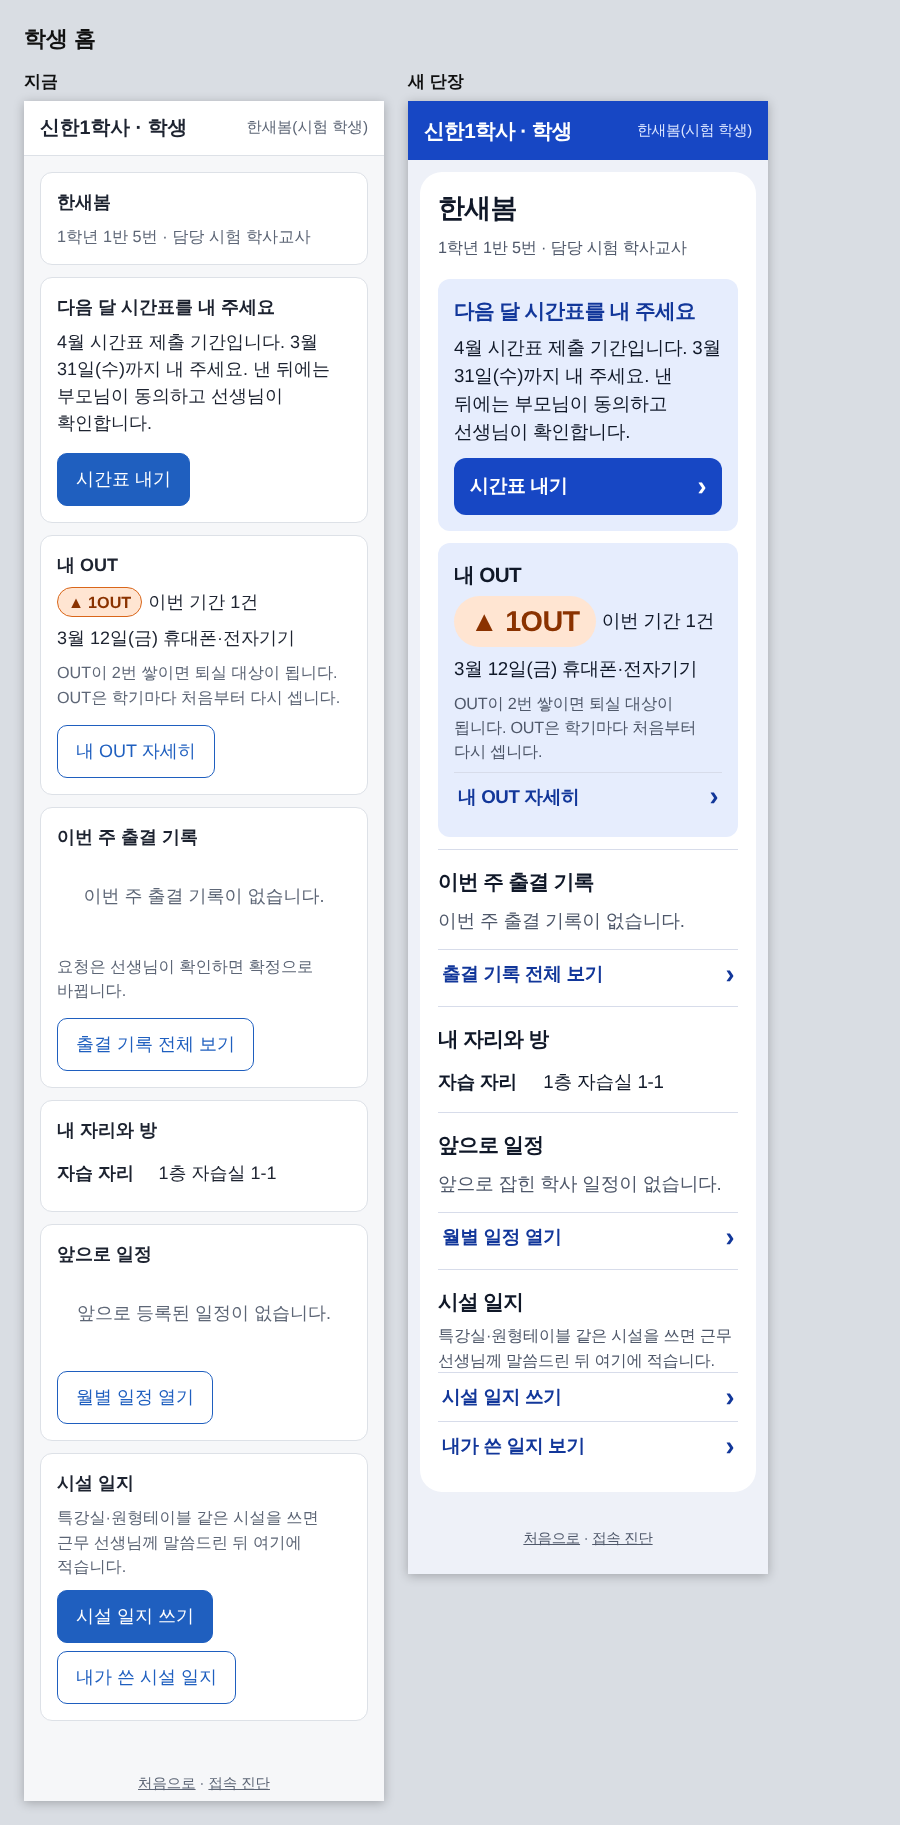 학생 홈
지금
신한1학사 · 학생
한새봄(시험 학생)
한새봄
1학년 1반 5번 · 담당 시험 학사교사
다음 달 시간표를 내 주세요
4월 시간표 제출 기간입니다. 3월
31일(수)까지 내 주세요. 낸 뒤에는
부모님이 동의하고 선생님이
확인합니다.
시간표 내기
내 OUT
▲ 1OUT 이번 기간 1건
3월 12일(금) 휴대폰·전자기기
OUT이 2번 쌓이면 퇴실 대상이 됩니다.
OUT은 학기마다 처음부터 다시 셉니다.
내 OUT 자세히
이번 주 출결 기록
이번 주 출결 기록이 없습니다.
요청은 선생님이 확인하면 확정으로
바뀝니다.
출결 기록 전체 보기
내 자리와 방
자습 자리 1층 자습실 1-1
앞으로 일정
앞으로 등록된 일정이 없습니다.
월별 일정 열기
시설 일지
특강실·원형테이블 같은 시설을 쓰면
근무 선생님께 말씀드린 뒤 여기에
적습니다.
시설 일지 쓰기
내가 쓴 시설 일지
처음으로 · 접속 진단
새 단장
신한1학사 · 학생
한새봄(시험 학생)
한새봄
1학년 1반 5번 · 담당 시험 학사교사
다음 달 시간표를 내 주세요
4월 시간표 제출 기간입니다. 3월
31일(수)까지 내 주세요. 낸
뒤에는 부모님이 동의하고
선생님이 확인합니다.
시간표 내기 ›
내 OUT
▲ 1OUT 이번 기간 1건
3월 12일(금) 휴대폰·전자기기
OUT이 2번 쌓이면 퇴실 대상이
됩니다. OUT은 학기마다 처음부터
다시 셉니다.
내 OUT 자세히 ›
이번 주 출결 기록
이번 주 출결 기록이 없습니다.
출결 기록 전체 보기 ›
내 자리와 방
자습 자리 1층 자습실 1-1
앞으로 일정
앞으로 잡힌 학사 일정이 없습니다.
월별 일정 열기 ›
시설 일지
특강실·원형테이블 같은 시설을 쓰면 근무
선생님께 말씀드린 뒤 여기에 적습니다.
시설 일지 쓰기 ›
내가 쓴 일지 보기 ›
처음으로 · 접속 진단